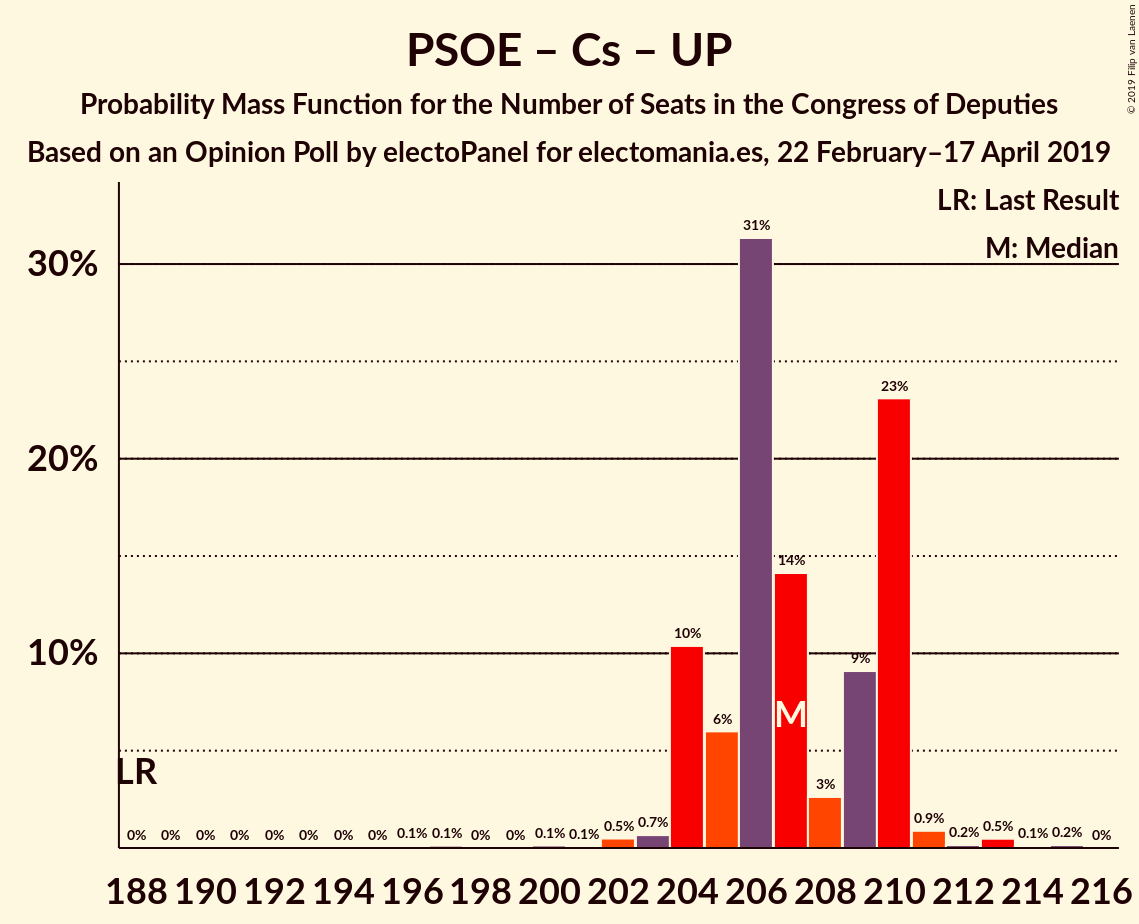 PSOE – Cs – UP
Probability Mass Function for the Number of Seats in the Congress of Deputies
Based on an Opinion Poll by electoPanel for electomania.es, 22 February–17 April 2019
© 2019 Filip van Laenen
LR: Last Result
M: Median
30%
20%
10%
0% 0% 0% 0% 0% 0% 0% 0% 0.1% 0.1% 0% 0% 0.1% 0.1% 0.5% 0.7% 10% 6% 31% 14% 3% 9% 23% 0.9% 0.2% 0.5% 0.1% 0.2% 0%
LR
M
188 190 192 194 196 198 200 202 204 206 208 210 212 214 216